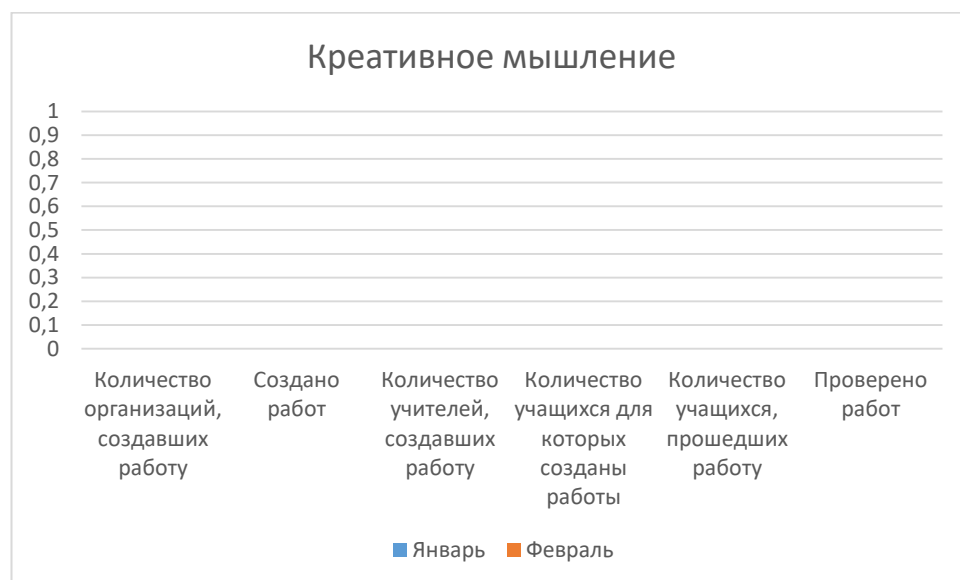 Креативное мышление
1
0,9
0,8
0,7
0,6
0,5
0,4
0,3
0,2
0,1
0
Количество
организаций,
создавших
работу
Создано
работ
Количество
учителей,
создавших
работу
Количество
учащихся для
которых
созданы
работы
Количество
учащихся,
прошедших
работу
Проверено
работ
Январь
Февраль